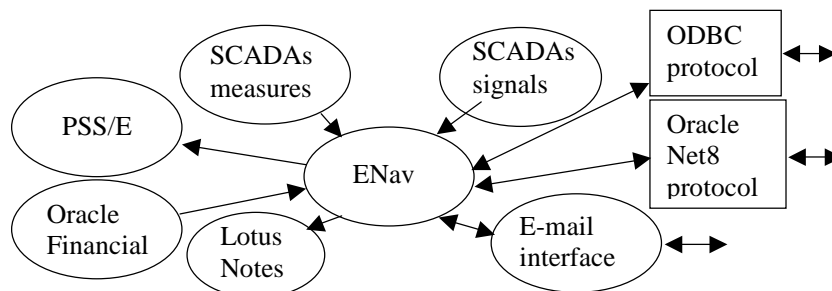 SCADAs
measures
SCADAs
signals
ODBC
protocol
PSS/E
ENav
Oracle
Net8
protocol
Oracle
Financial
Lotus
Notes
E-mail
interface